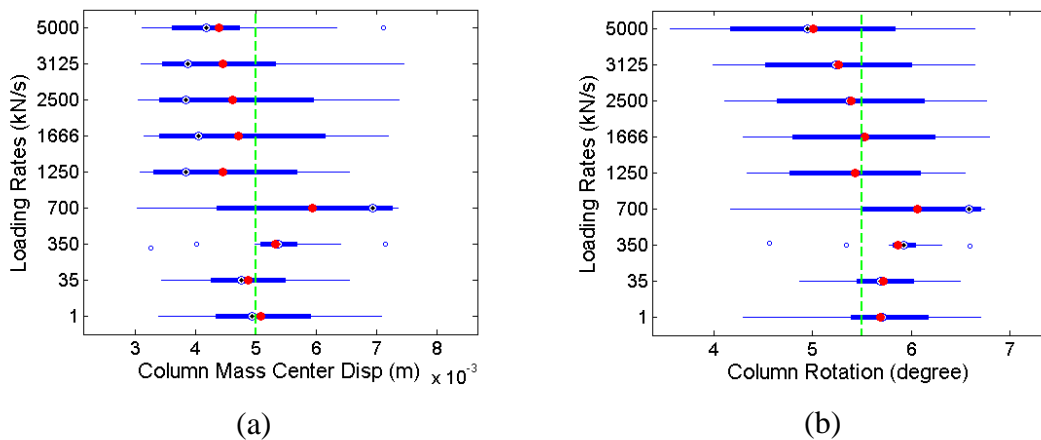 Loading Rates (kN/s)
5000
3125
2500
1666
1250
700
350
35
1
3 4 5 6 7 8
Column Mass Center Disp (m) x 10-3
(a)
Loading Rates (kN/s)
5000
3125
2500
1666
1250
700
350
35
1
4 5 6 7
Column Rotation (degree)
(b)